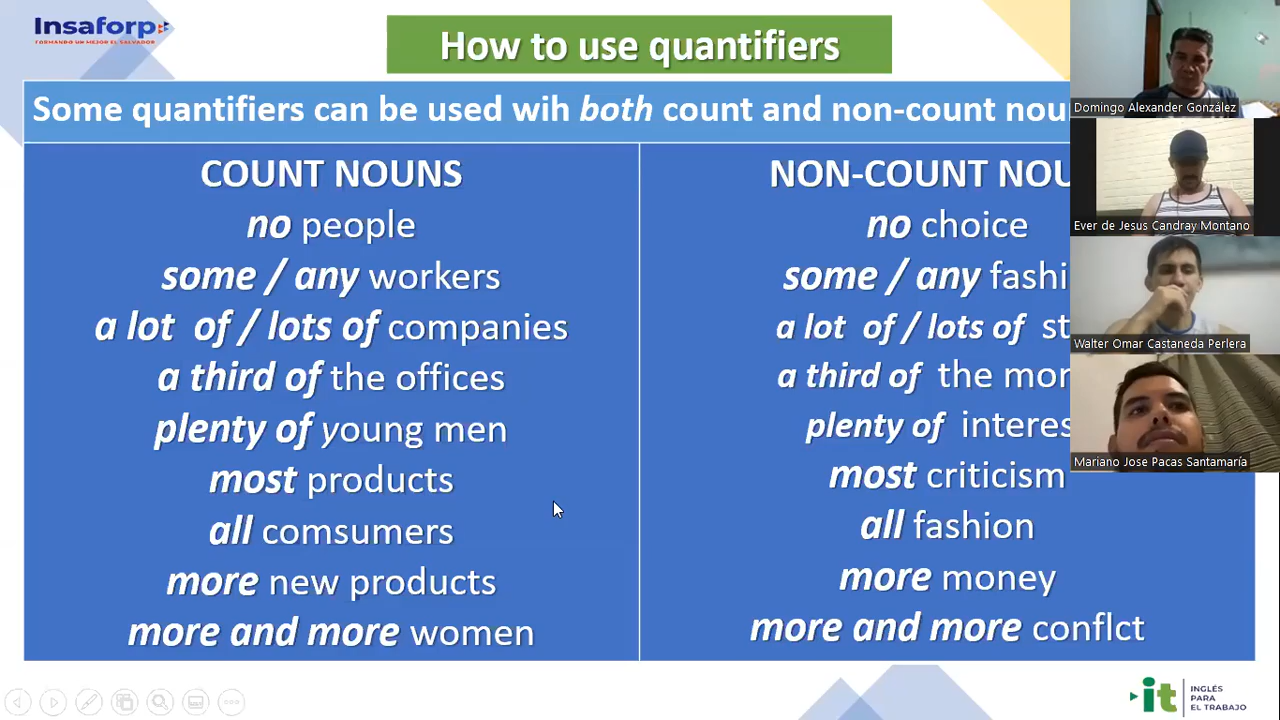 Insaforp
FORMANDO UN MEJOR EL SALVADOR
How to use quantifiers
Some quantifiers can be used wih both count and non-count nou
COUNT NOUNS
no people
some / any workers
a lot of / lots of companies
a third of the offices
plenty of young men
most products
all comsumers
more new products
more and more women
NON-COUNT NOU
no choice
some / any fashi
a lot of / lots of st
a third of the mon
plenty of interes
most criticism
all fashion
more money
more and more conflct
Domingo Alexander González
Ever de Jesus Candray Montano
Walter Omar Castaneda Perlera
Mariano Jose Pacas Santamaría
it
INGLÉS
PARA
EL TRABAJO